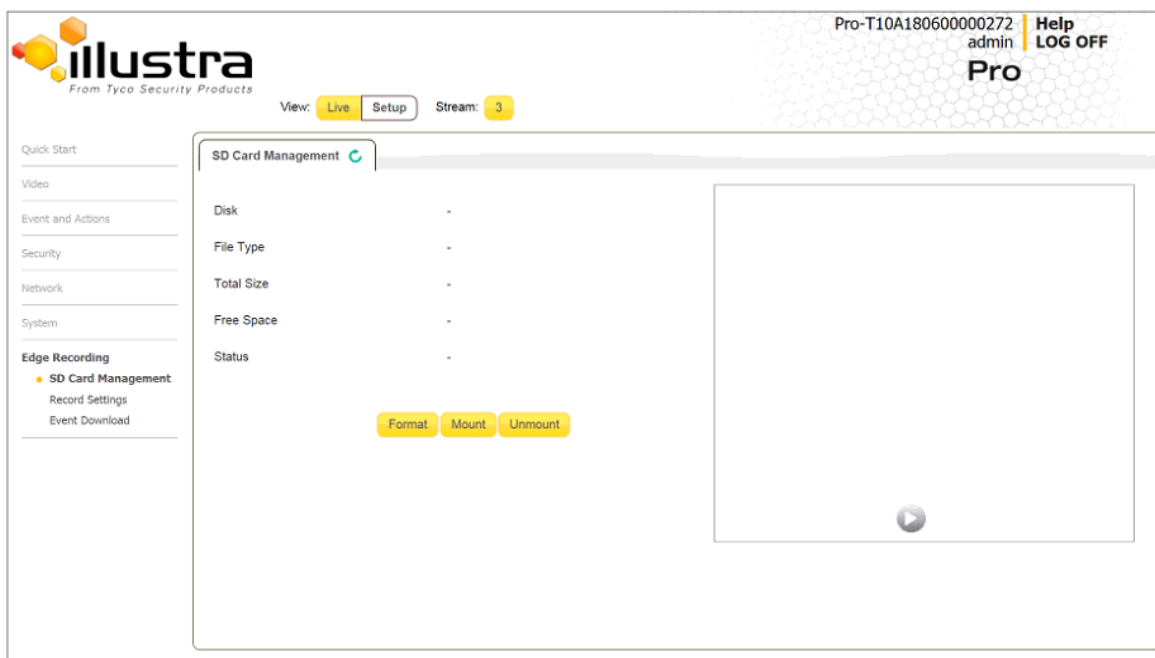 Pro-T10A180600000272 Help
admin LOG OFF
illustra
From Tyco Security Products
Pro
View: Live Setup Stream: 3
Quick Start
Video
Event and Actions
Security
Network
System
Edge Recording
SD Card Management
Record Settings
Event Download
SD Card Management
Disk -
File Type -
Total Size -
Free Space -
Status -
Format Mount Unmount